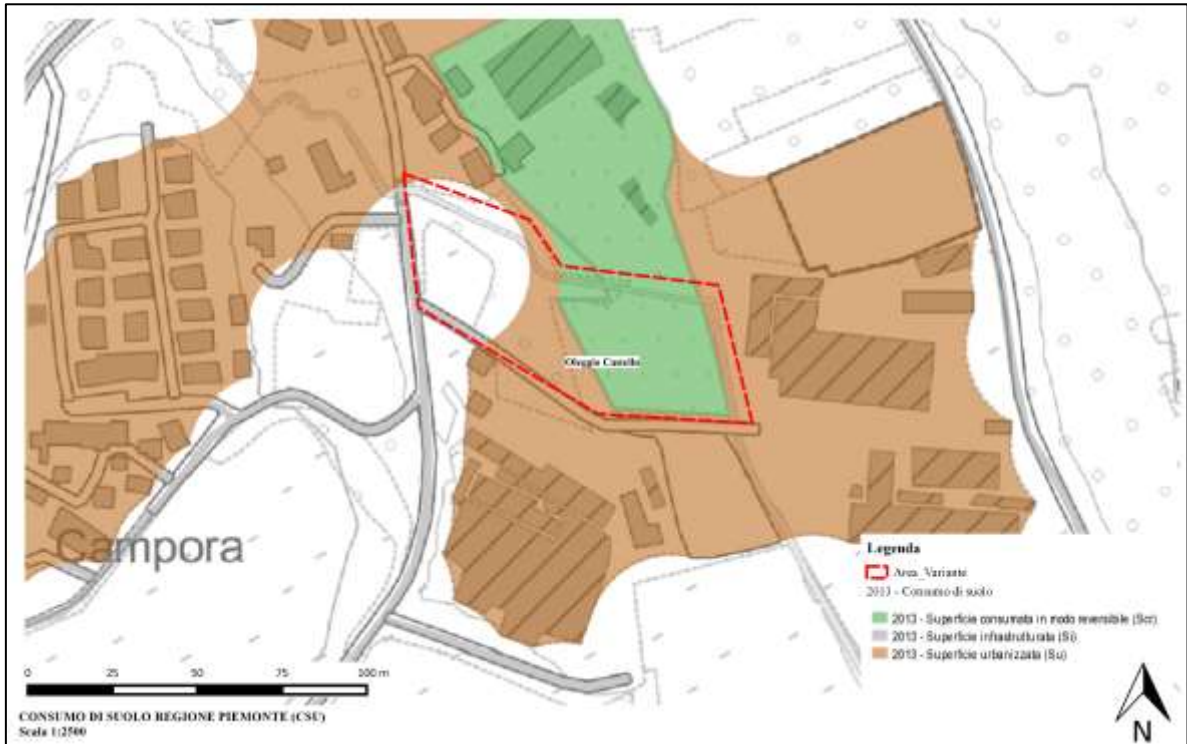 Oleggio Castello
Campora
Legenda
Area_Variante
2013 - Consumo di suolo
2013 - Superficie consumata in modo reversibile (Scr)
2013 - Superficie infrastrutturata (Si)
2013 - Superficie urbanizzata (Su)
0 25 50 75 100 m
CONSUMO DI SUOLO REGIONE PIEMONTE (CSU)
Scala 1:2500
N